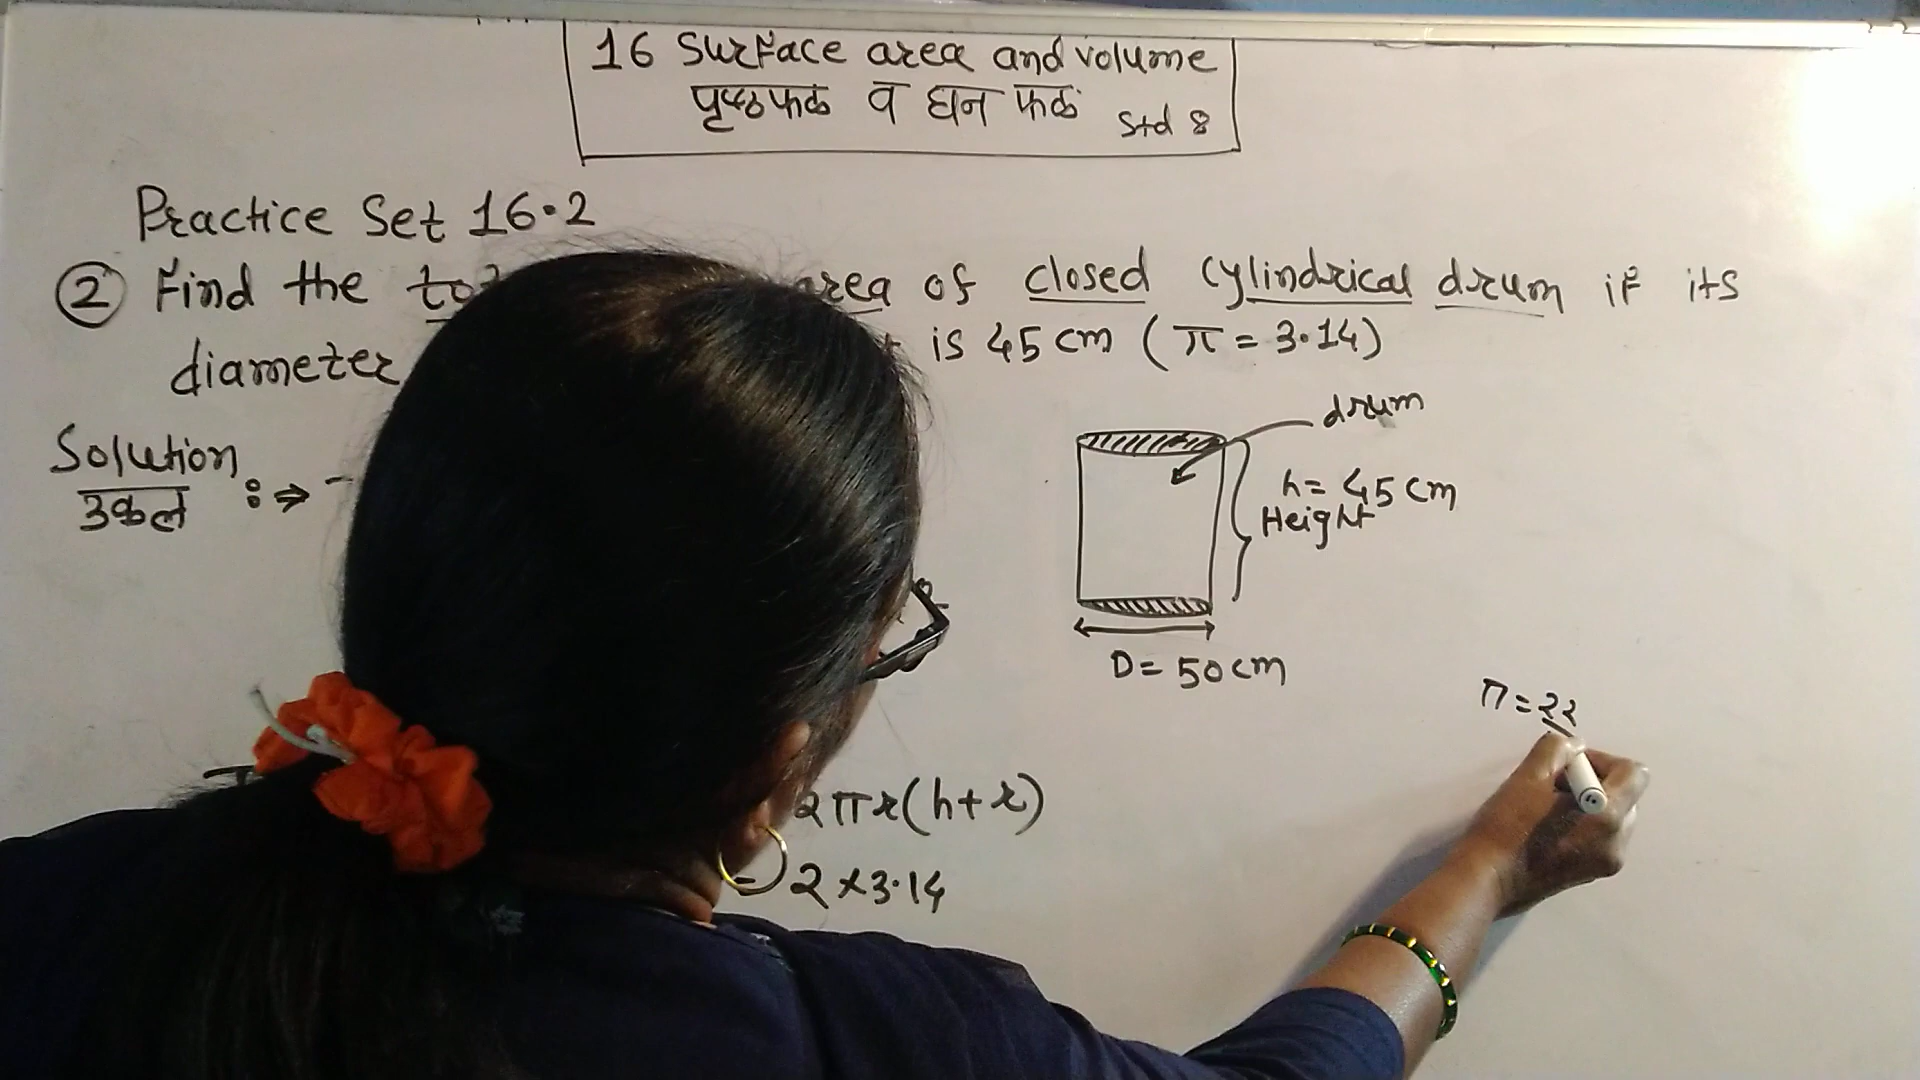 16 Surface area and volume
पृष्ठफळ व घन फळ Std 8
Practice Set 16.2
② Find the area of closed cylindrical drum if its
diameter is 45 cm (π = 3.14)
Solution
उकल :⇒
drum
h = 45 cm
Height
D = 50 cm
π = 22
2πr(h+r)
= 2 × 3.14